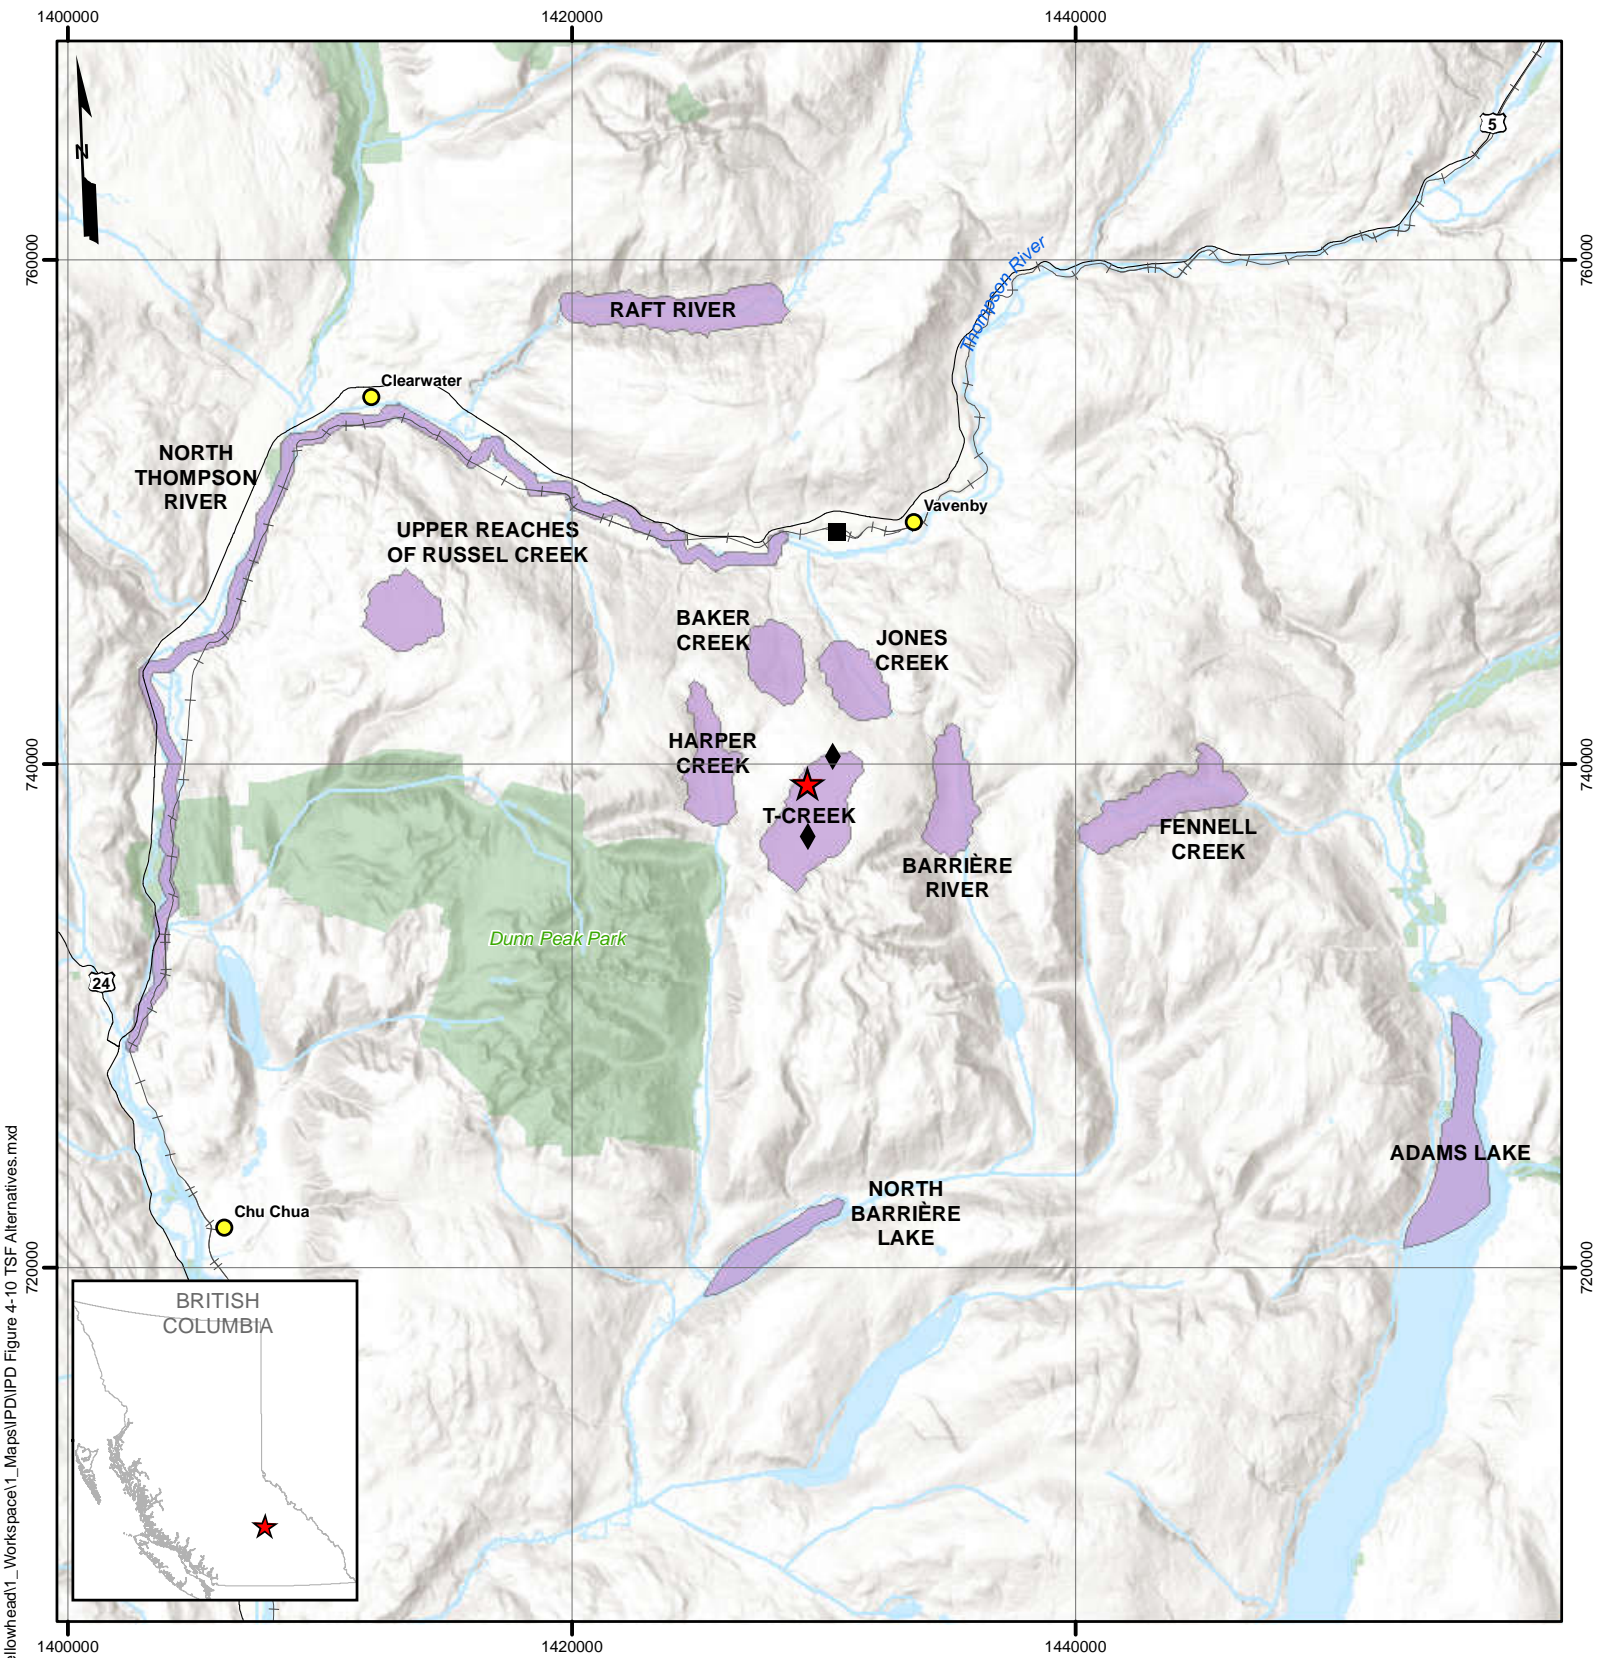 1400000
1420000
1440000
5
N
Thompson River
760000
760000
RAFT RIVER
Clearwater
NORTH
THOMPSON
RIVER
Vavenby
UPPER REACHES
OF RUSSEL CREEK
BAKER
CREEK
JONES
CREEK
HARPER
CREEK
740000
740000
T-CREEK
FENNELL
CREEK
BARRIÈRE
RIVER
Dunn Peak Park
24
ADAMS LAKE
NORTH
BARRIÈRE
LAKE
Chu Chua
720000
720000
BRITISH
COLUMBIA
ellowhead\1_Workspace\1_Maps\IPD\IPD Figure 4-10 TSF Alternatives.mxd
1400000
1420000
1440000